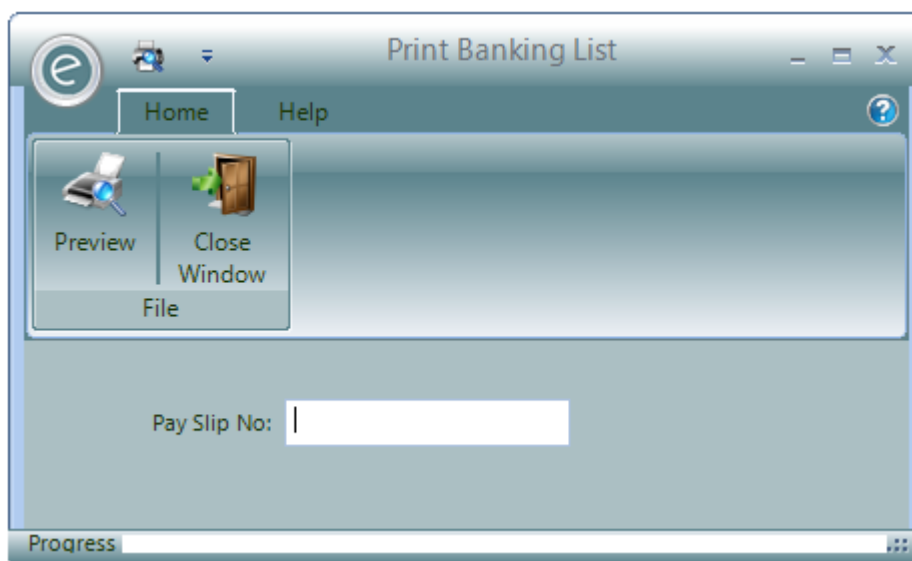 e
Print Banking List
Home Help
Preview
Close
Window
File
Pay Slip No:
Progress